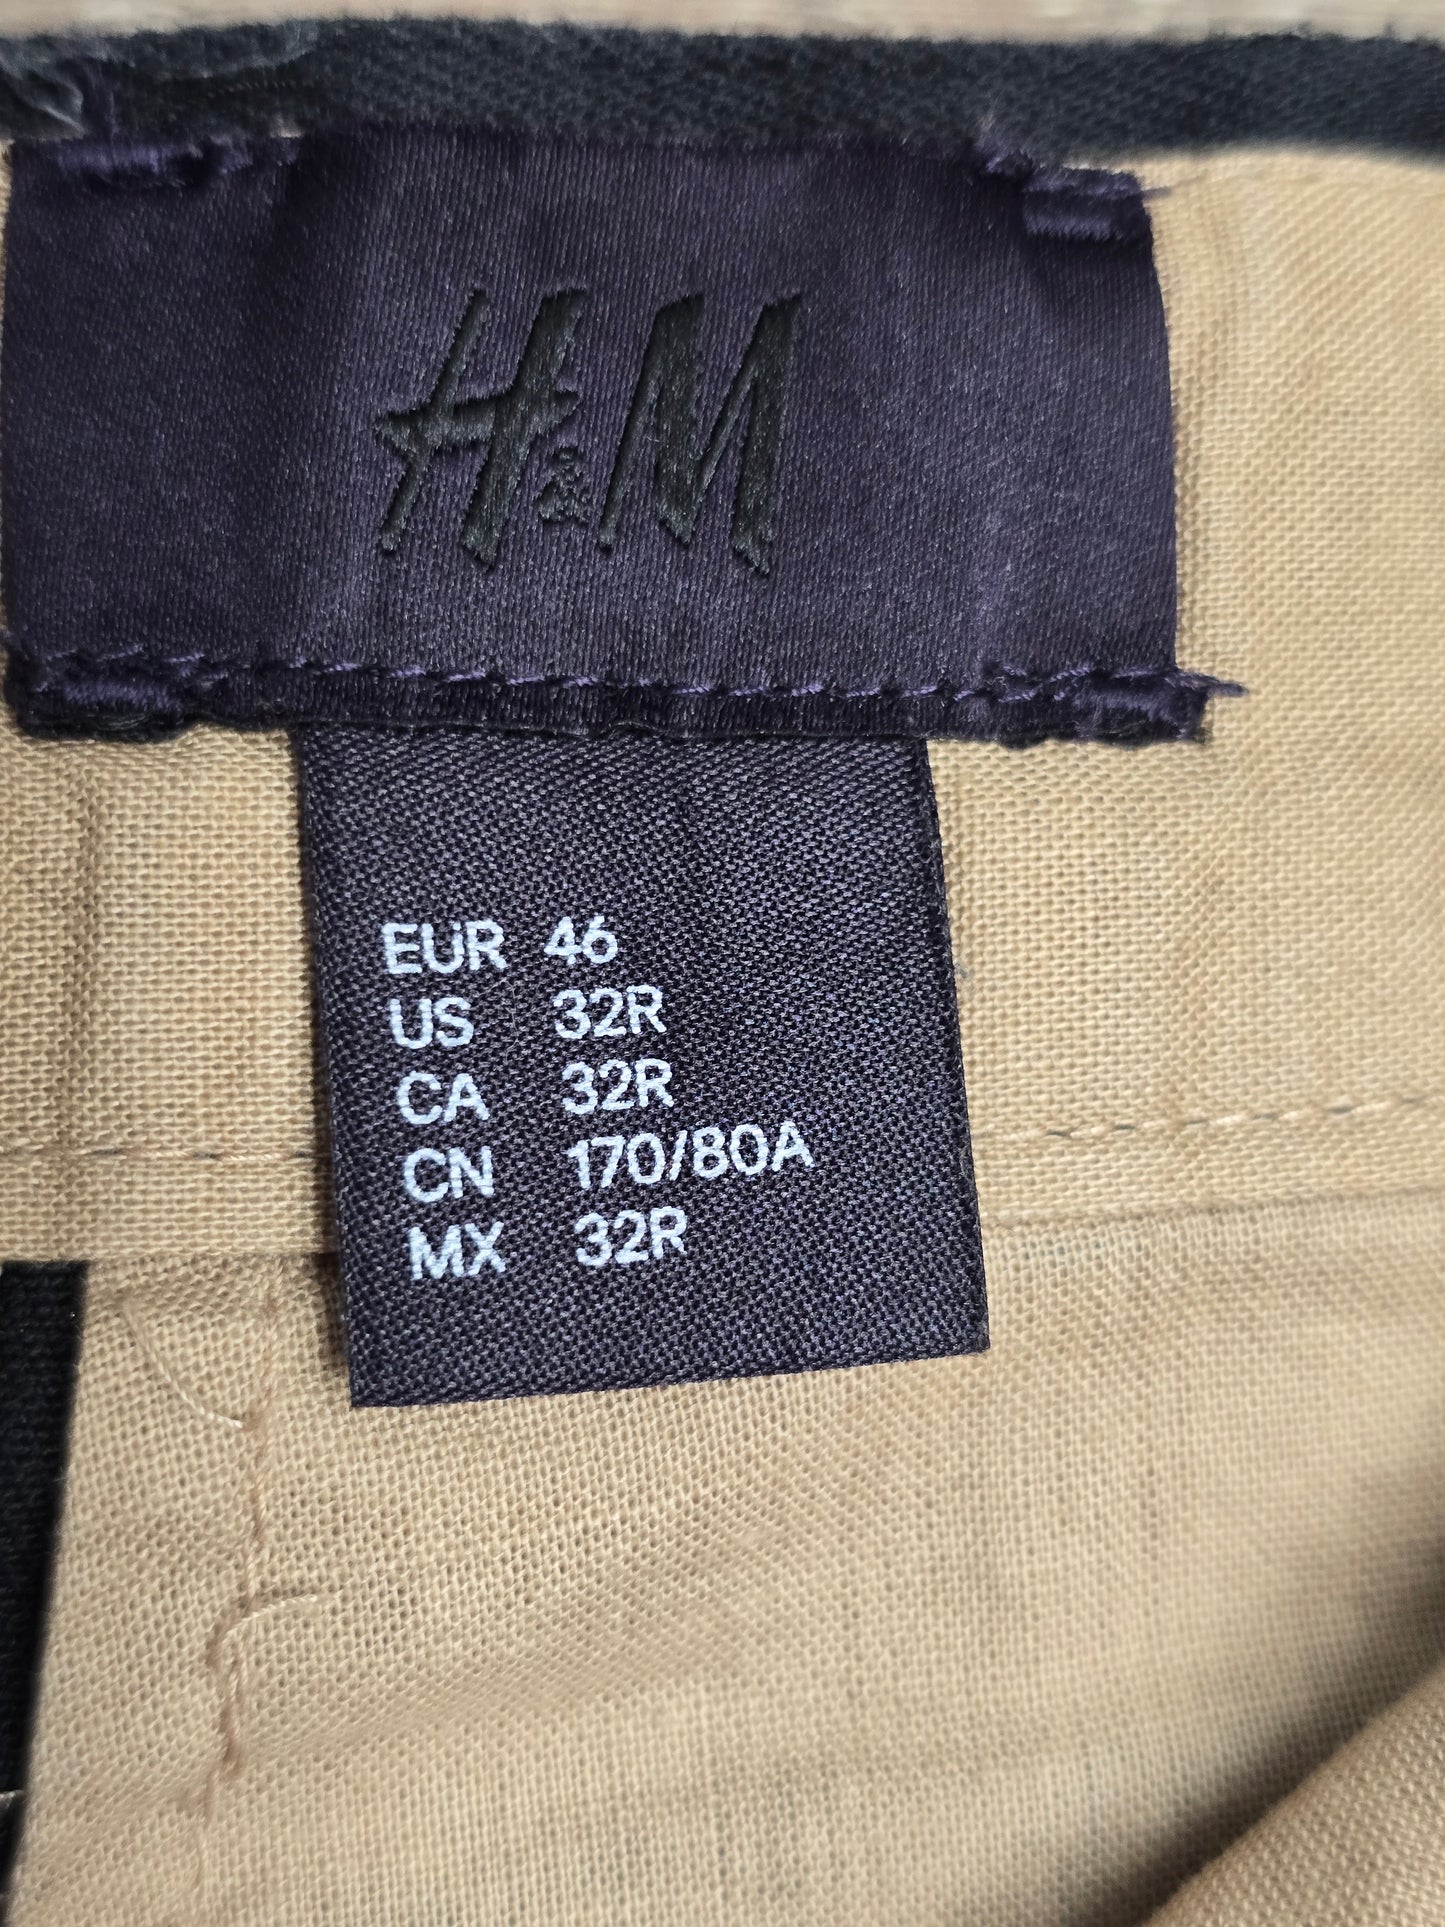 H&M
EUR 46
US 32R
CA 32R
CN 170/80A
MX 32R